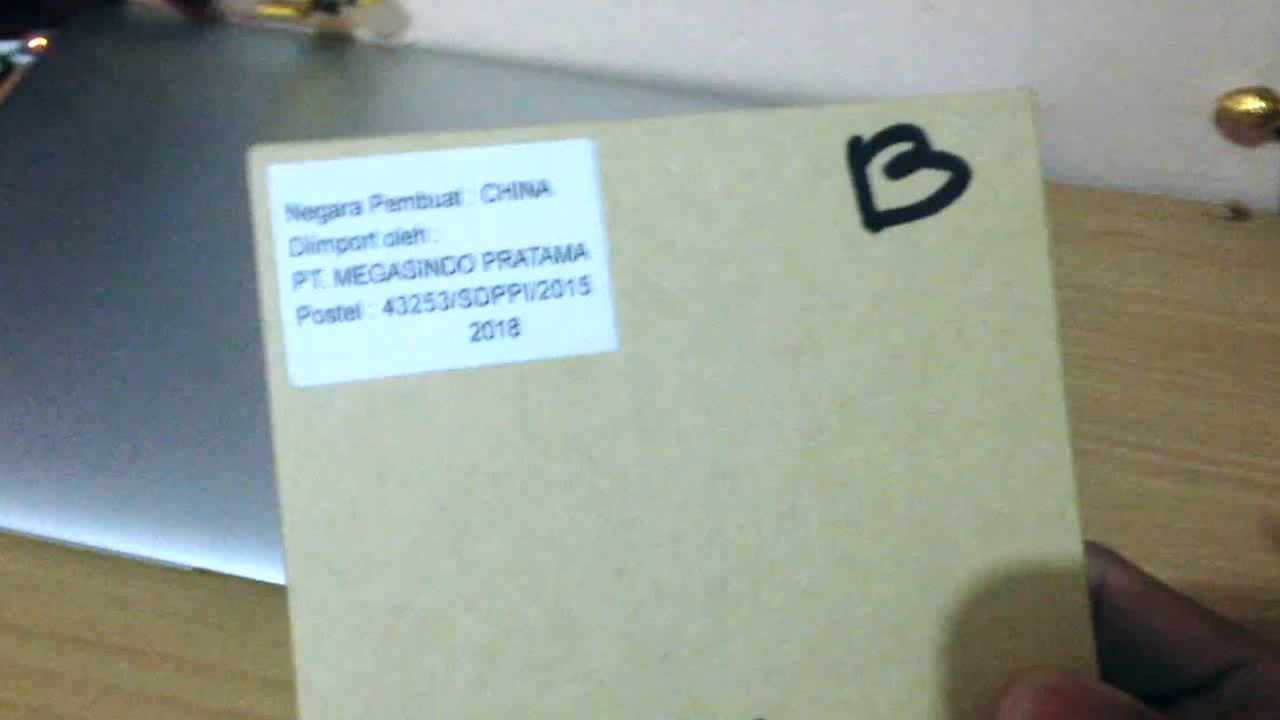 Negara Pembuat : CHINA
Diimport oleh :
PT. MEGASINDO PRATAMA
Postel : 43253/SDPPI/2015
2018
B